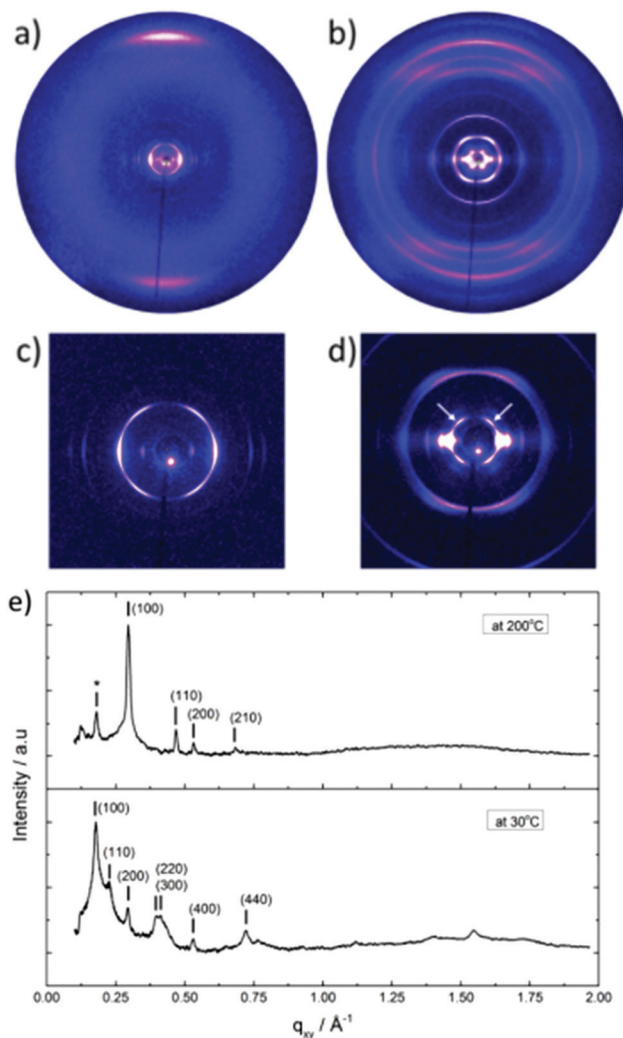 a)
b)
c)
d)
e)
(100)
at 200°C
*
(110)
(200)
(210)
(100)
at 30°C
(110)
(200)
(220)
(300)
(400)
(440)
Intensity / a.u
0.00 0.25 0.50 0.75 1.00 1.25 1.50 1.75 2.00
qxy / Å-1